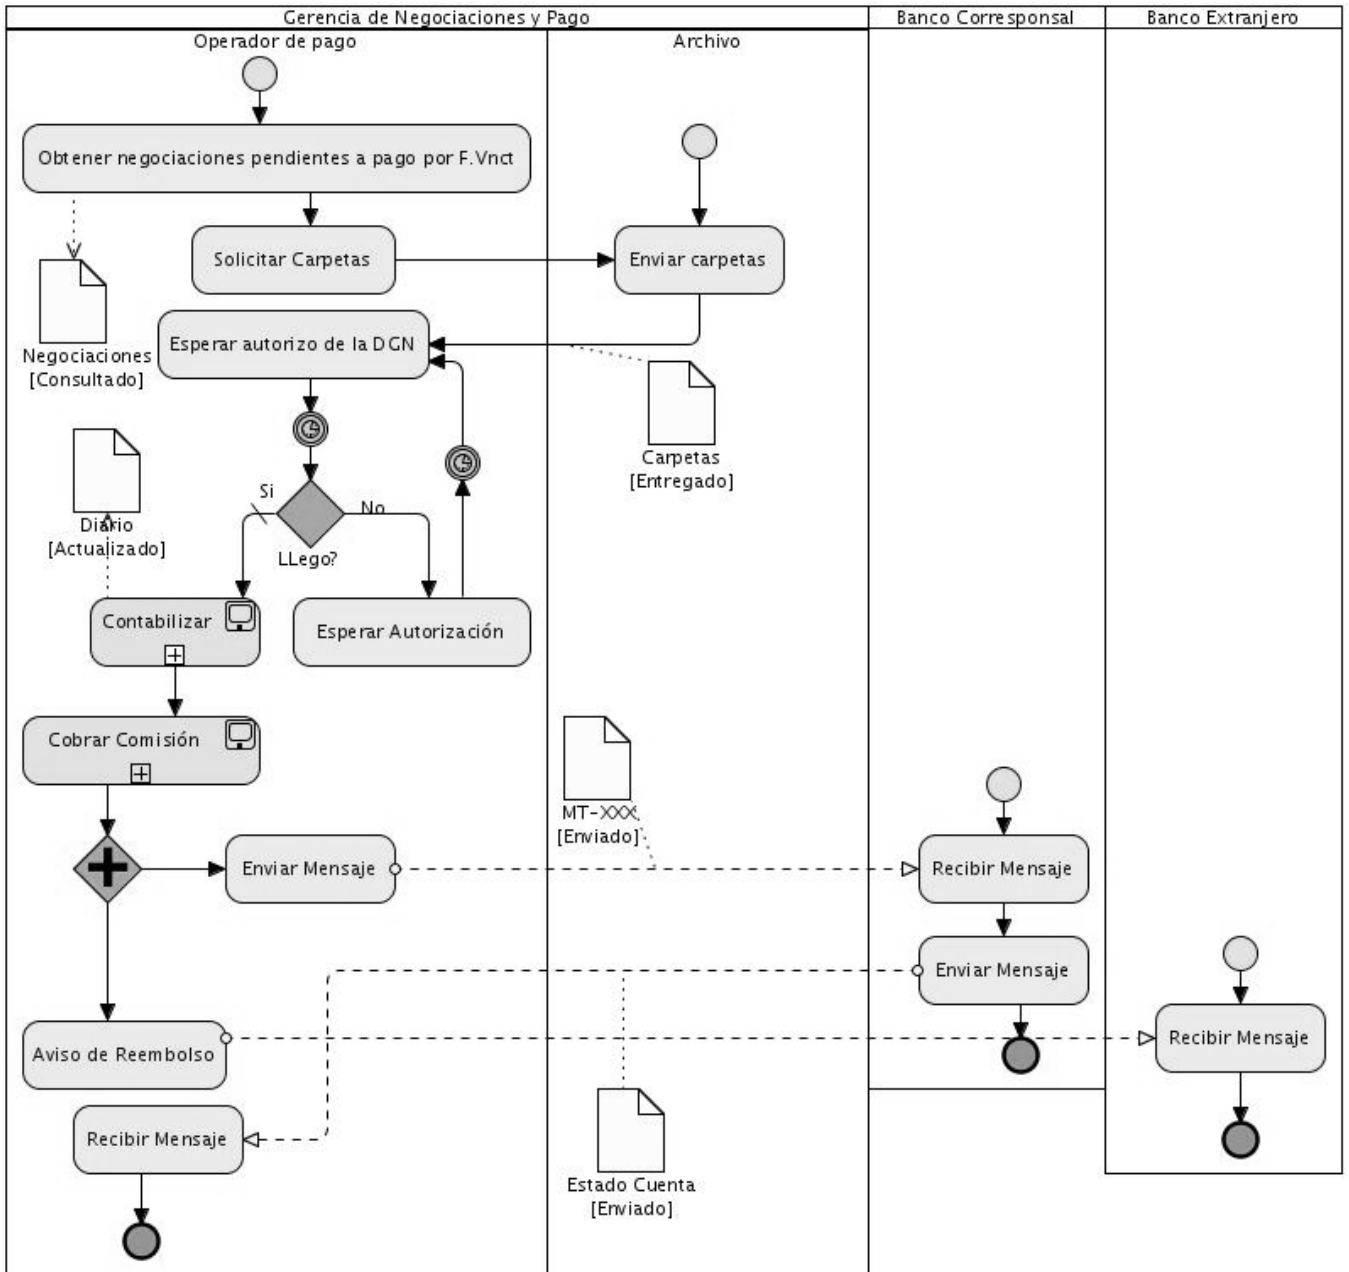 Gerencia de Negociaciones y Pago
Banco Corresponsal
Banco Extranjero
Operador de pago
Archivo
Obtener negociaciones pendientes a pago por F.Vnct
Solicitar Carpetas
Enviar carpetas
Negociaciones
[Consultado]
Esperar autorizo de la DGN
Carpetas
[Entregado]
Diario
[Actualizado]
Si
No
LLego?
Contabilizar
Esperar Autorización
Cobrar Comisión
MT-XXX
[Enviado]
Enviar Mensaje
Recibir Mensaje
Enviar Mensaje
Recibir Mensaje
Aviso de Reembolso
Recibir Mensaje
Estado Cuenta
[Enviado]